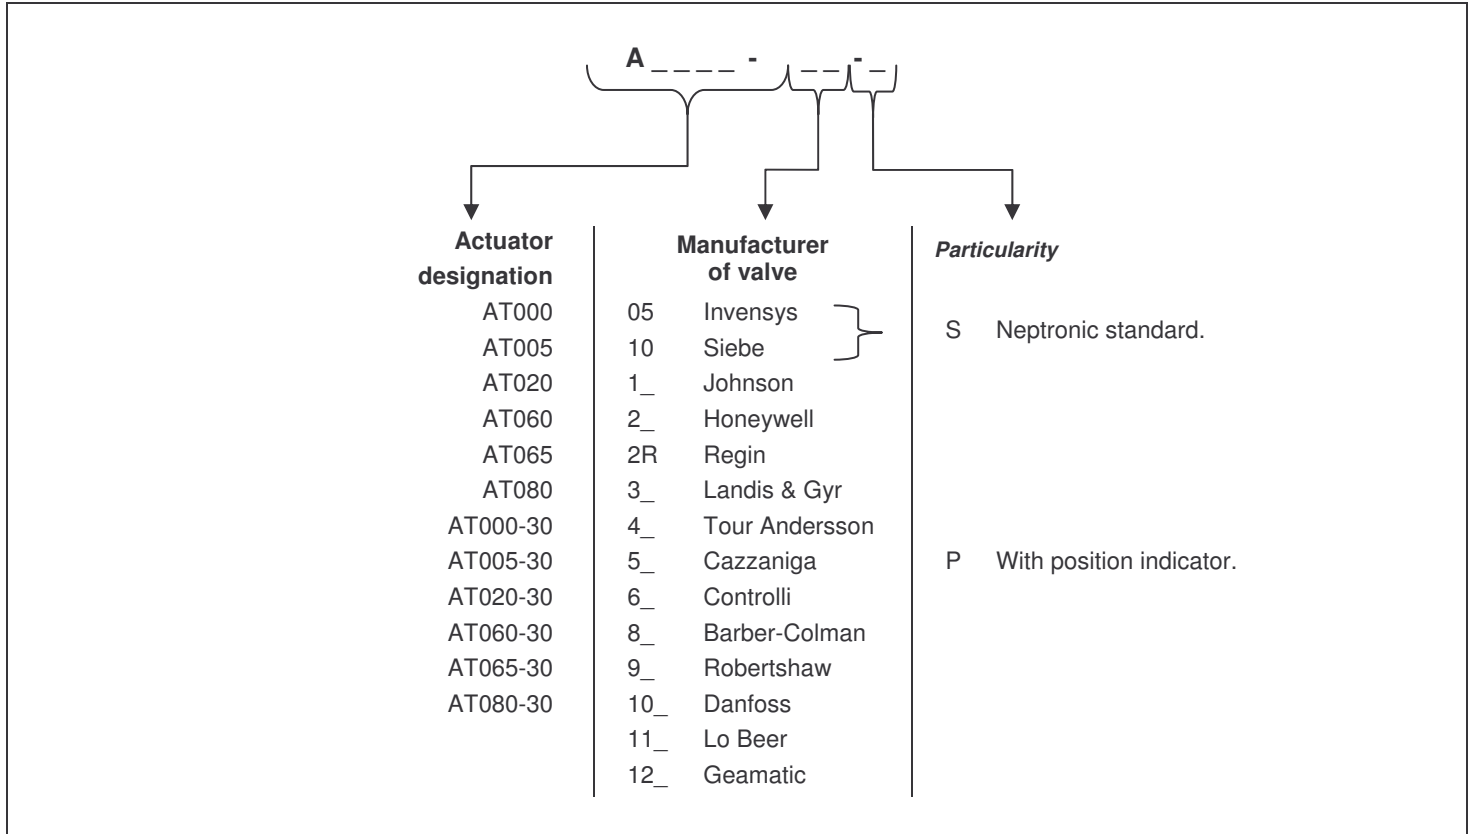 A _ _ _ _ - _ _ - _
Actuator designation
AT000
AT005
AT020
AT060
AT065
AT080
AT000-30
AT005-30
AT020-30
AT060-30
AT065-30
AT080-30
Manufacturer
of valve
05 Invensys
10 Siebe
1_ Johnson
2_ Honeywell
2R Regin
3_ Landis & Gyr
4_ Tour Andersson
5_ Cazzaniga
6_ Controlli
8_ Barber-Colman
9_ Robertshaw
10_ Danfoss
11_ Lo Beer
12_ Geamatic
Particularity
S Neptronic standard.
P With position indicator.